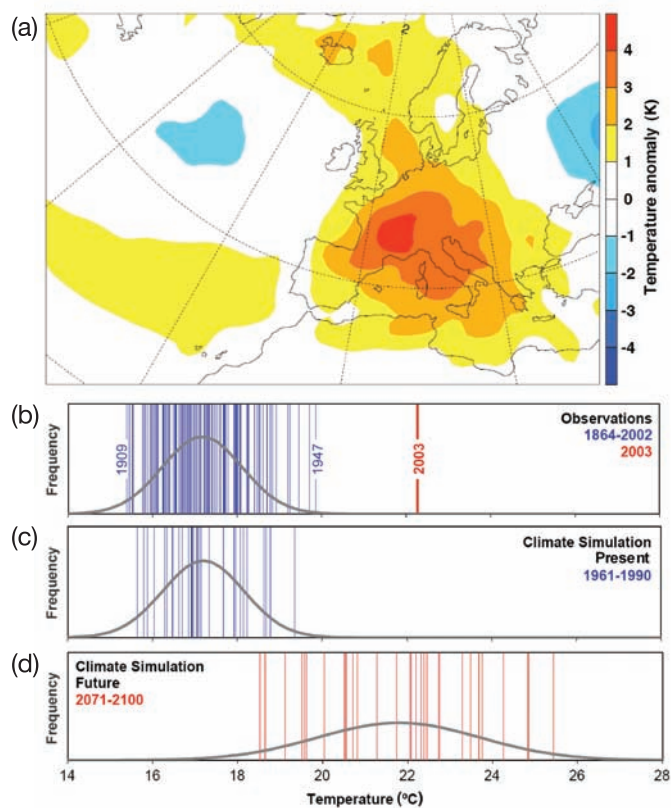 (a)
2
4
3
2
1
0
-1
-2
-3
-4
Temperature anomaly (K)
(b)
Frequency
1909
1947
2003
Observations
1864-2002
2003
(c)
Frequency
Climate Simulation
Present
1961-1990
(d)
Frequency
Climate Simulation
Future
2071-2100
14 16 18 20 22 24 26 28
Temperature (ºC)